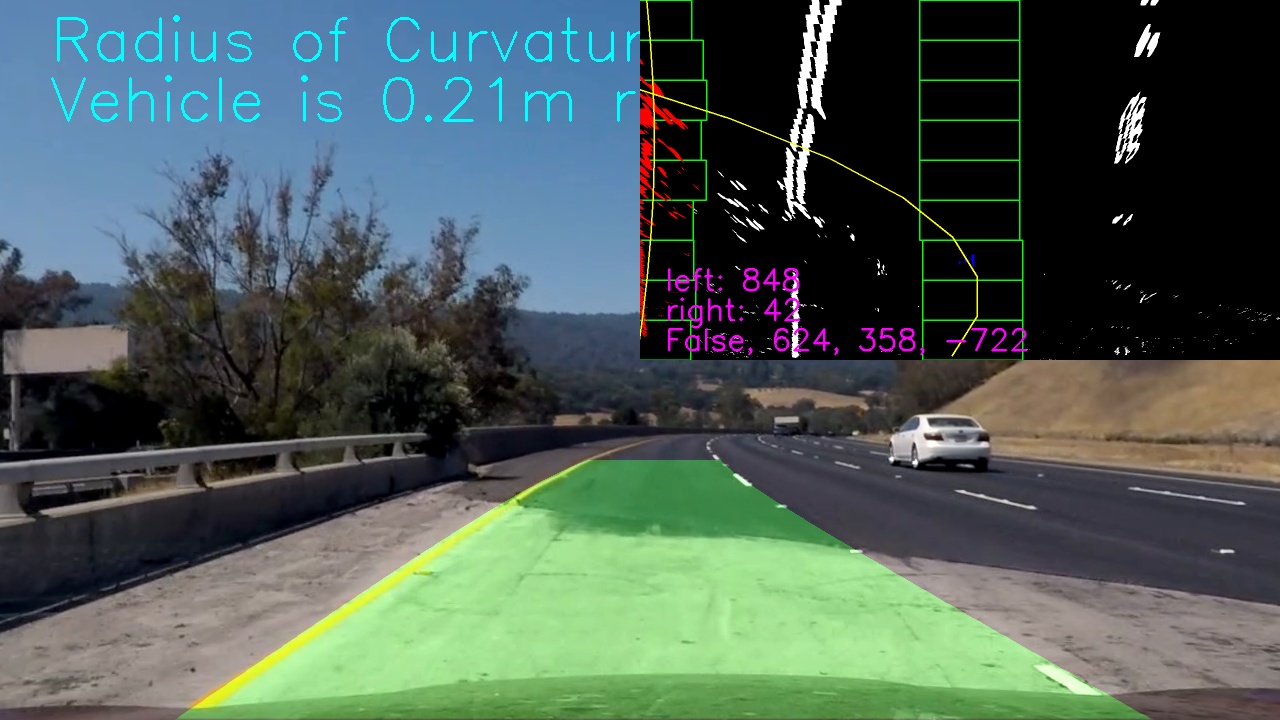 Radius of Curvatur
Vehicle is 0.21m r
left: 848
right: 42
False, 624, 358, -722